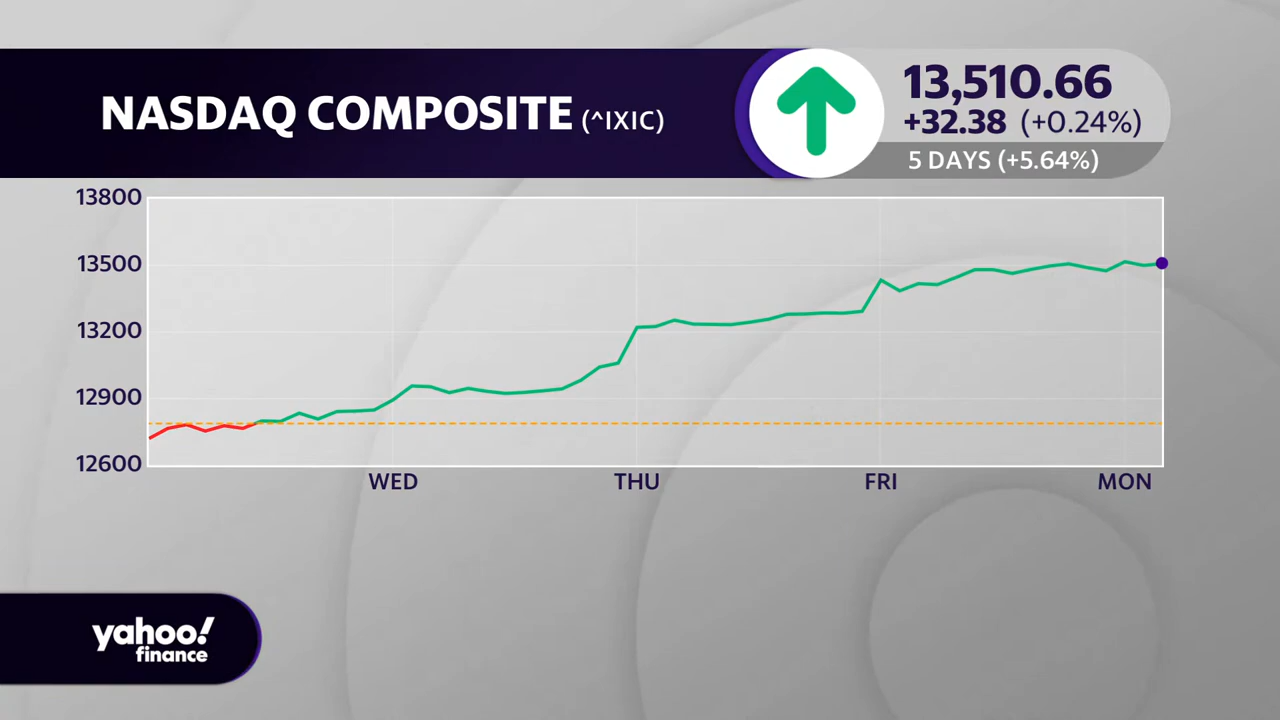 NASDAQ COMPOSITE (^IXIC)
13,510.66
+32.38 (+0.24%)
5 DAYS (+5.64%)
13800
13500
13200
12900
12600
WED THU FRI MON
yahoo!
finance